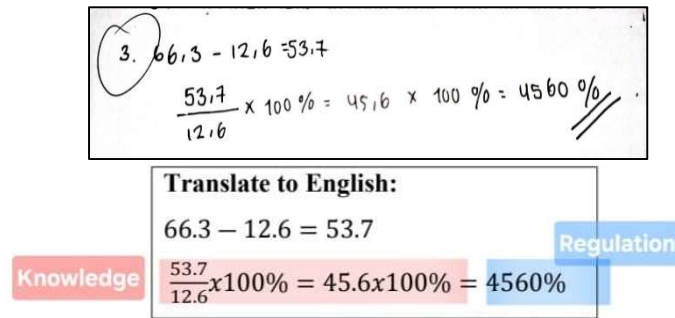 3. 66,3 - 12,6 = 53,7
53,7/12,6 × 100 % = 45,6 × 100 % = 4560 %
Translate to English:
66.3 − 12.6 = 53.7
Regulation
Knowledge
53.7/12.6 x100% = 45.6x100% = 4560%